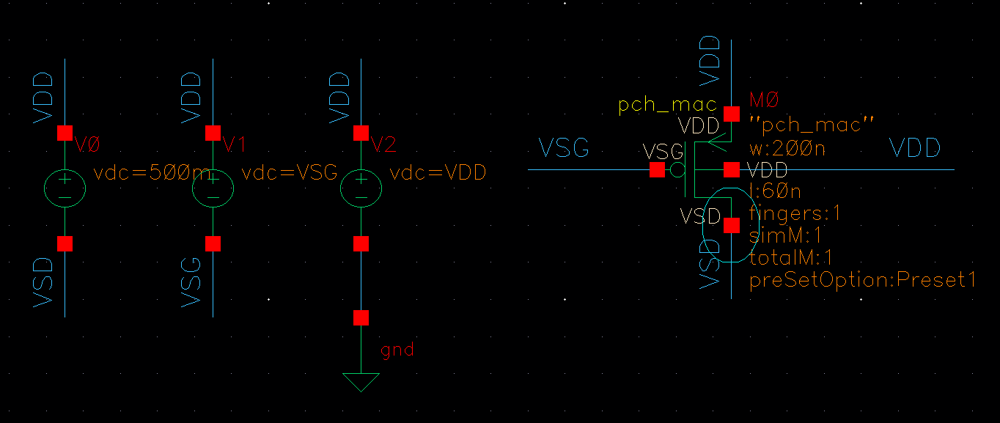 VDD
VDD
VDD
VDD
V0
V1
V2
vdc=500m
vdc=VSG
vdc=VDD
VSD
VSG
gnd
pch_mac
M0
VDD
"pch_mac"
VSG
VSG
w:200n
VDD
VDD
l:60n
VSD
fingers:1
simM:1
VSD
totalM:1
preSetOption:Preset1